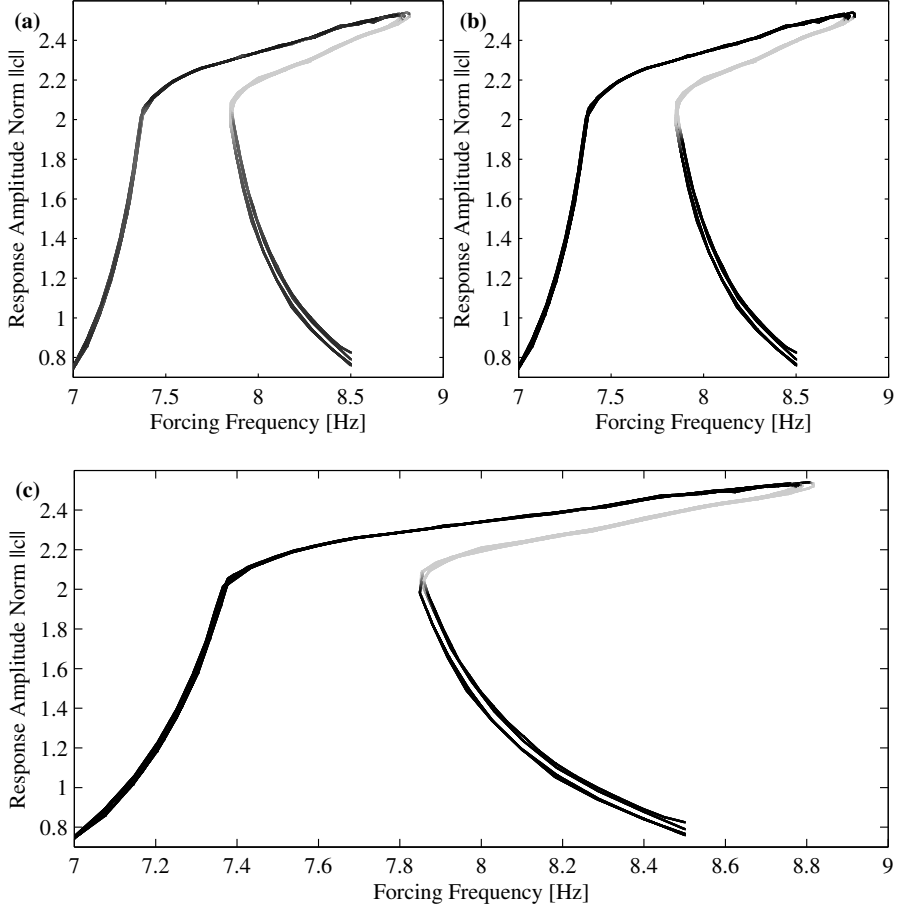 (a)
Response Amplitude Norm ||c||
2.4
2.2
2
1.8
1.6
1.4
1.2
1
0.8
7 7.5 8 8.5 9
Forcing Frequency [Hz]
(b)
Response Amplitude Norm ||c||
2.4
2.2
2
1.8
1.6
1.4
1.2
1
0.8
7 7.5 8 8.5 9
Forcing Frequency [Hz]
(c)
Response Amplitude Norm ||c||
2.4
2.2
2
1.8
1.6
1.4
1.2
1
0.8
7 7.2 7.4 7.6 7.8 8 8.2 8.4 8.6 8.8 9
Forcing Frequency [Hz]